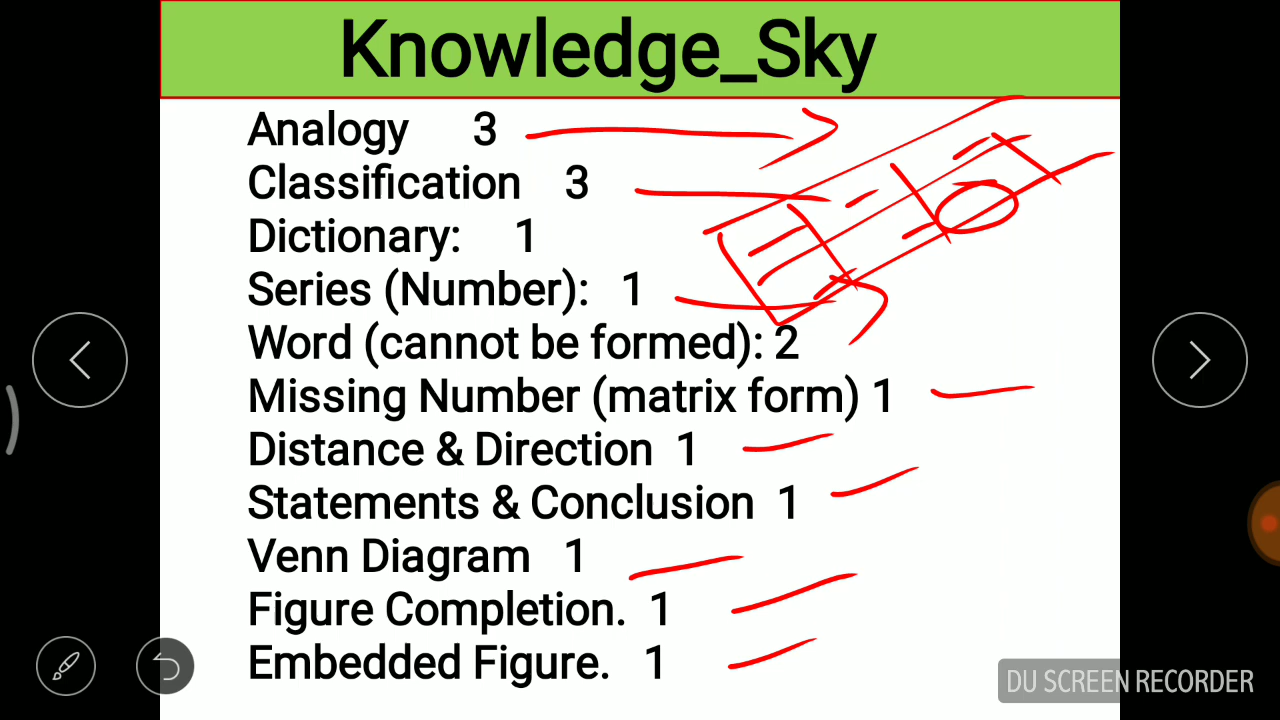 Knowledge_Sky
Analogy 3
Classification 3
Dictionary: 1
Series (Number): 1
Word (cannot be formed): 2
Missing Number (matrix form) 1
Distance & Direction 1
Statements & Conclusion 1
Venn Diagram 1
Figure Completion. 1
Embedded Figure. 1
DU SCREEN RECORDER